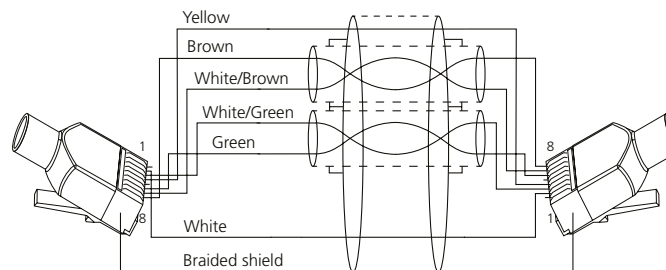 Yellow
Brown
White/Brown
White/Green
1
8
Green
8
1
White
Braided shield